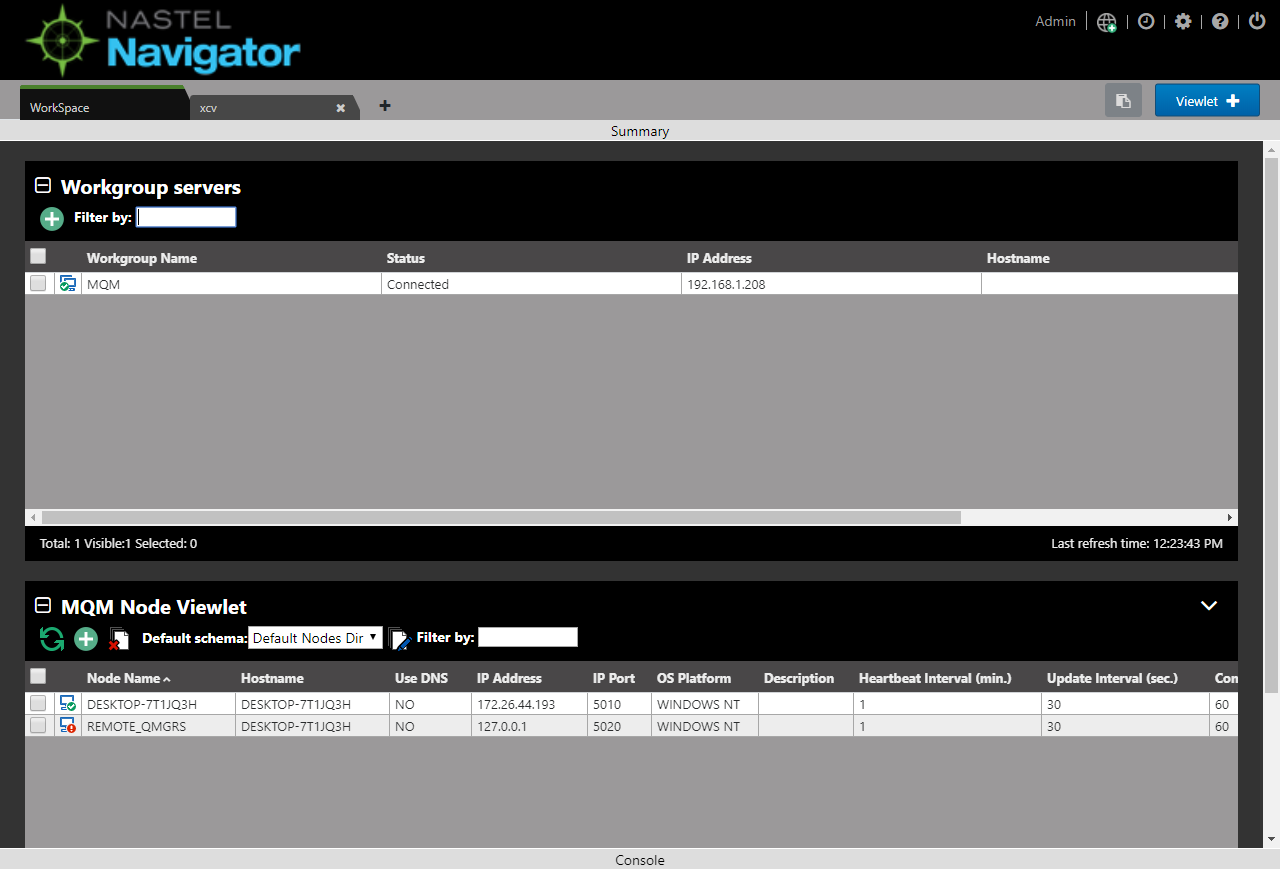 NASTEL
Navigator
Admin
WorkSpace
xcv
Viewlet
Summary
Workgroup servers
Filter by:
Workgroup Name Status IP Address Hostname
MQM Connected 192.168.1.208
Total: 1 Visible:1 Selected: 0
Last refresh time: 12:23:43 PM
MQM Node Viewlet
Default schema: Default Nodes Dir Filter by:
Node Name Hostname Use DNS IP Address IP Port OS Platform Description Heartbeat Interval (min.) Update Interval (sec.) Con
DESKTOP-7T1JQ3H DESKTOP-7T1JQ3H NO 172.26.44.193 5010 WINDOWS NT 1 30 60
REMOTE_QMGRS DESKTOP-7T1JQ3H NO 127.0.0.1 5020 WINDOWS NT 1 30 60
Console